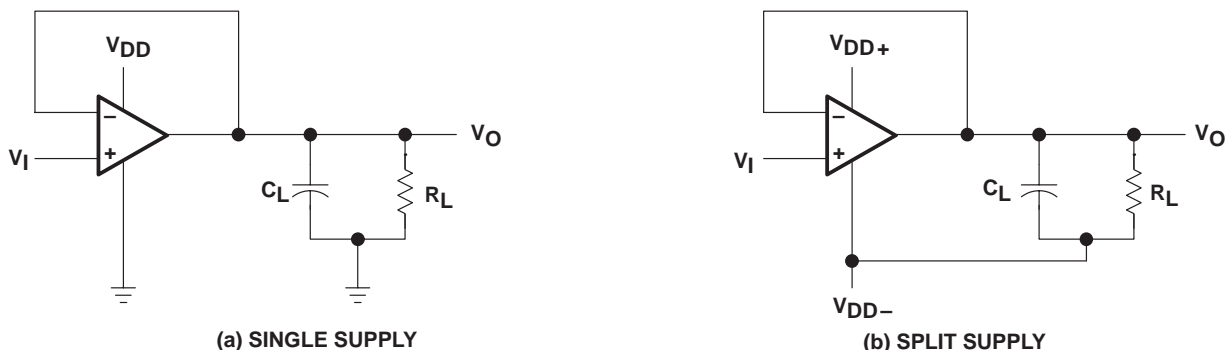 VDD
−
VI
+
VO
CL
RL
(a) SINGLE SUPPLY
VDD+
−
VI
+
VO
CL
RL
VDD−
(b) SPLIT SUPPLY